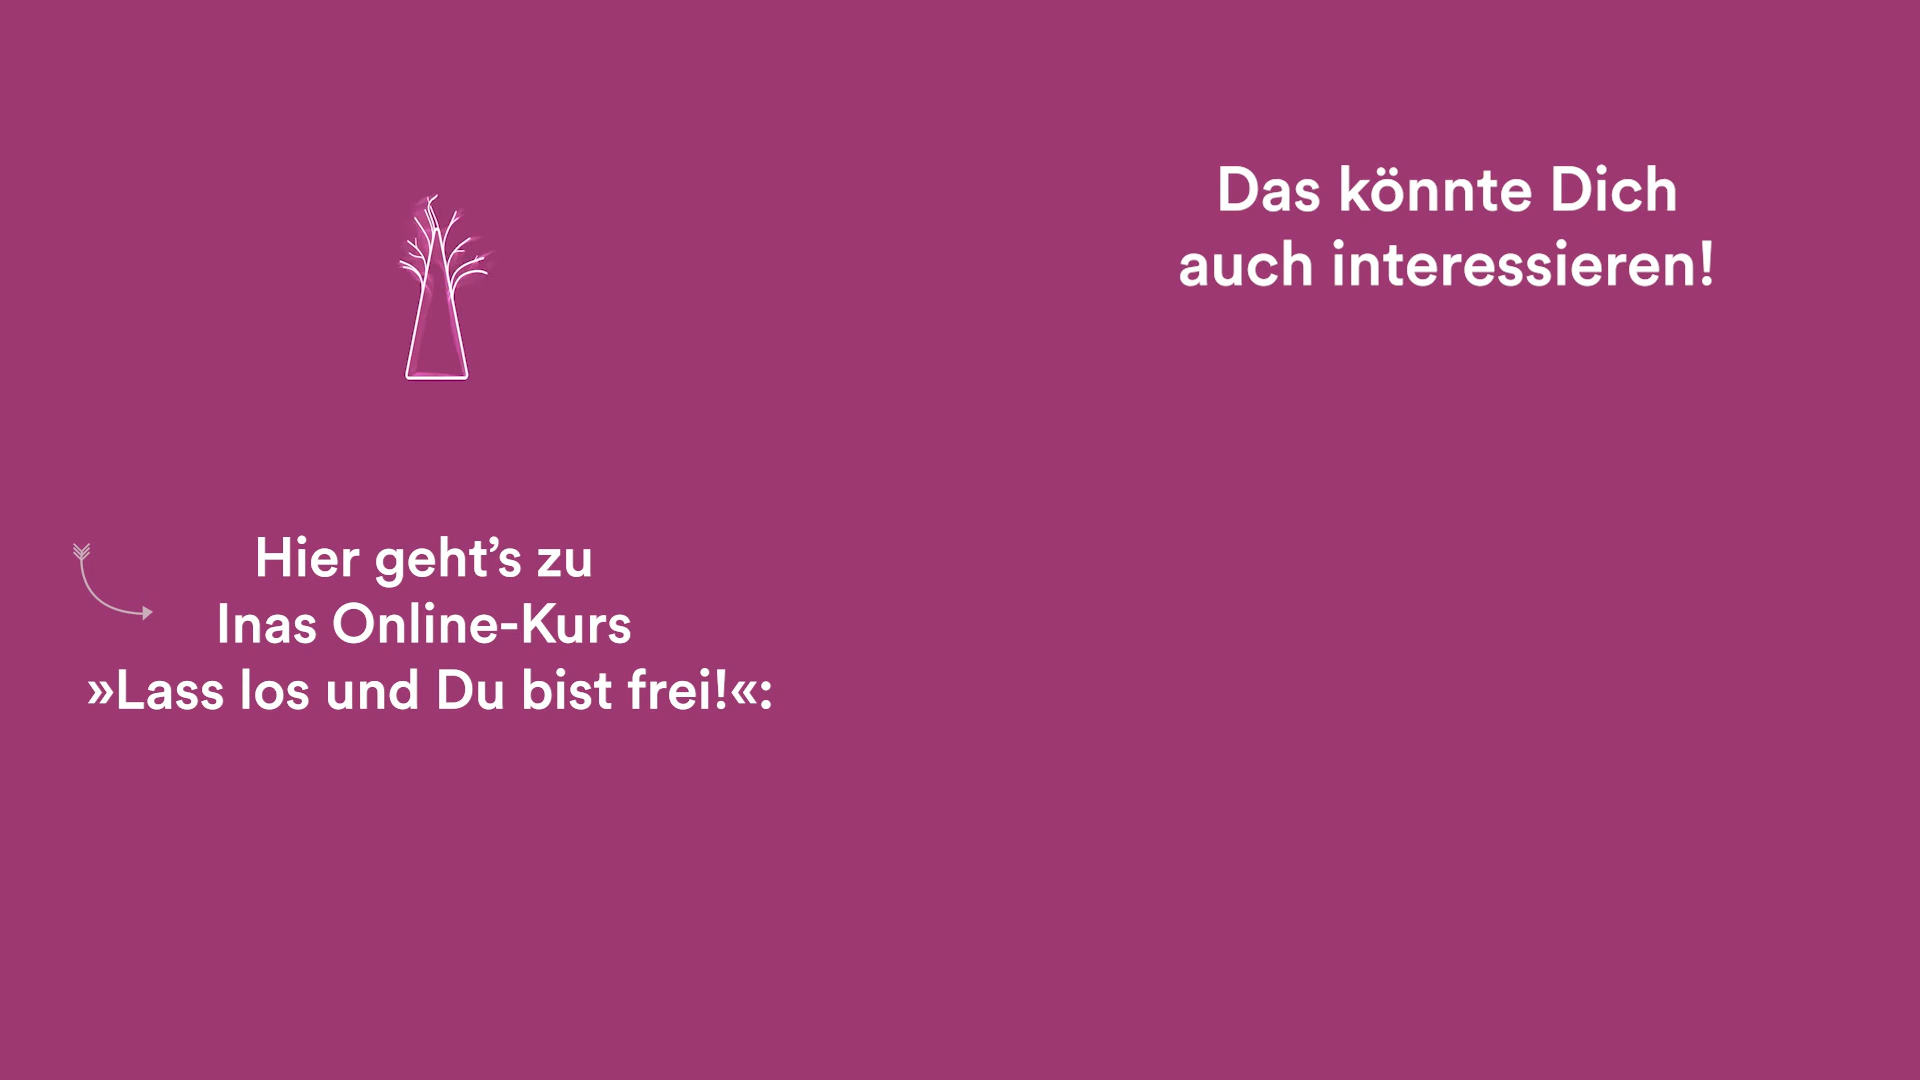 Das könnte Dich
auch interessieren!
Hier geht’s zu
Inas Online-Kurs
»Lass los und Du bist frei!«: